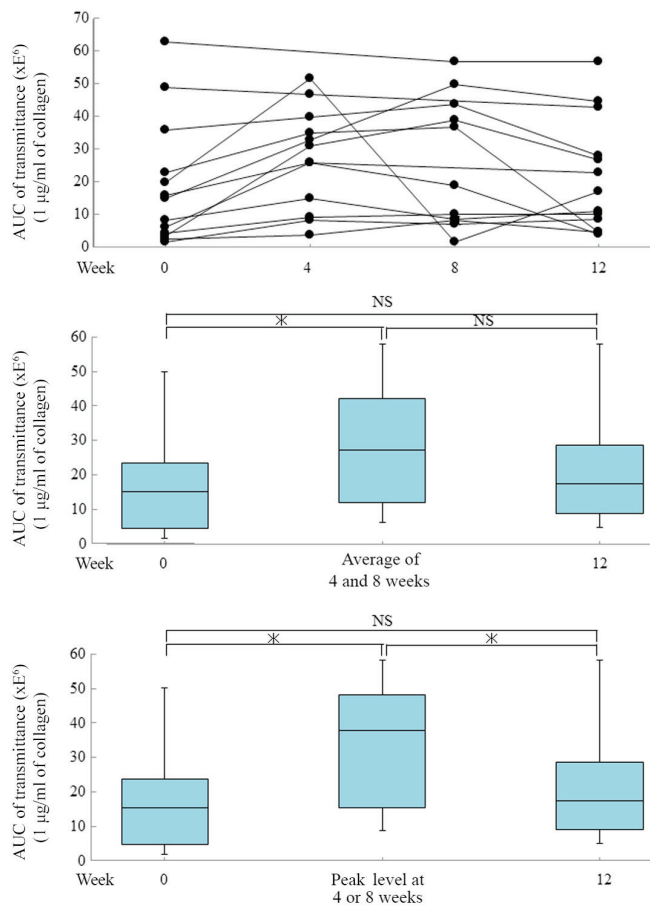 AUC of transmittance (xE⁶)
(1 μg/ml of collagen)
70
60
50
40
30
20
10
0
Week
0
4
8
12
NS
＊
NS
AUC of transmittance (xE⁶)
(1 μg/ml of collagen)
60
50
40
30
20
10
0
Week
0
Average of
4 and 8 weeks
12
NS
＊
＊
AUC of transmittance (xE⁶)
(1 μg/ml of collagen)
60
50
40
30
20
10
0
Week
0
Peak level at
4 or 8 weeks
12